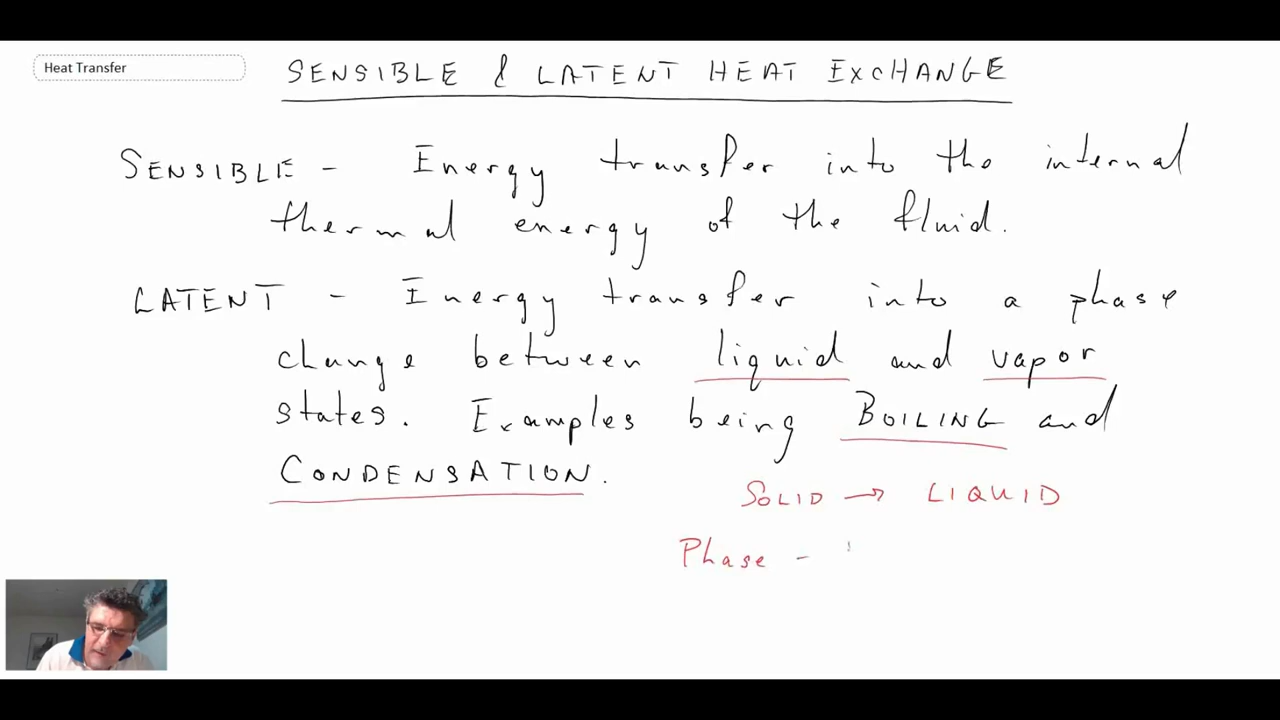 Heat Transfer
SENSIBLE & LATENT HEAT EXCHANGE
SENSIBLE - Energy transfer into the internal
thermal energy of the fluid.
LATENT - Energy transfer into a phase
change between liquid and vapor
states. Examples being BOILING and
CONDENSATION.
SOLID → LIQUID
Phase -